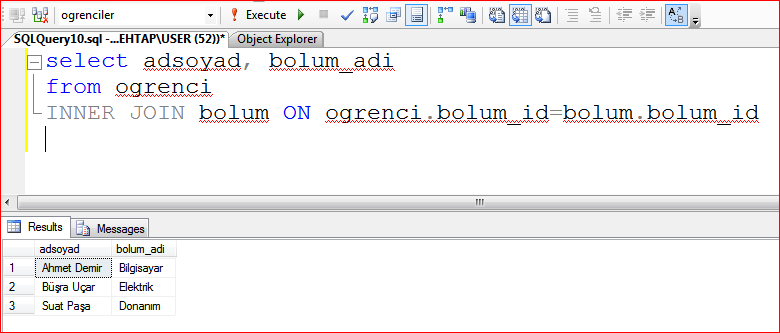 ogrenciler Execute
SQLQuery10.sql -...EHTAP\USER (52))* Object Explorer
select adsoyad, bolum_adi
from ogrenci
INNER JOIN bolum ON ogrenci.bolum_id=bolum.bolum_id
Results Messages
adsoyad bolum_adi
1 Ahmet Demir Bilgisayar
2 Büşra Uçar Elektrik
3 Suat Paşa Donanım